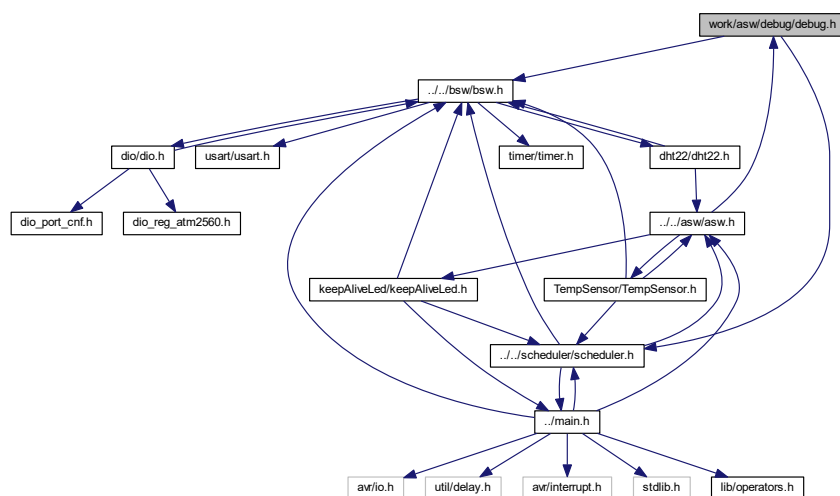 work/asw/debug/debug.h
../../bsw/bsw.h
dio/dio.h
usart/usart.h
timer/timer.h
dht22/dht22.h
dio_port_cnf.h
dio_reg_atm2560.h
../../asw/asw.h
keepAliveLed/keepAliveLed.h
TempSensor/TempSensor.h
../../scheduler/scheduler.h
../main.h
avr/io.h
util/delay.h
avr/interrupt.h
stdlib.h
lib/operators.h